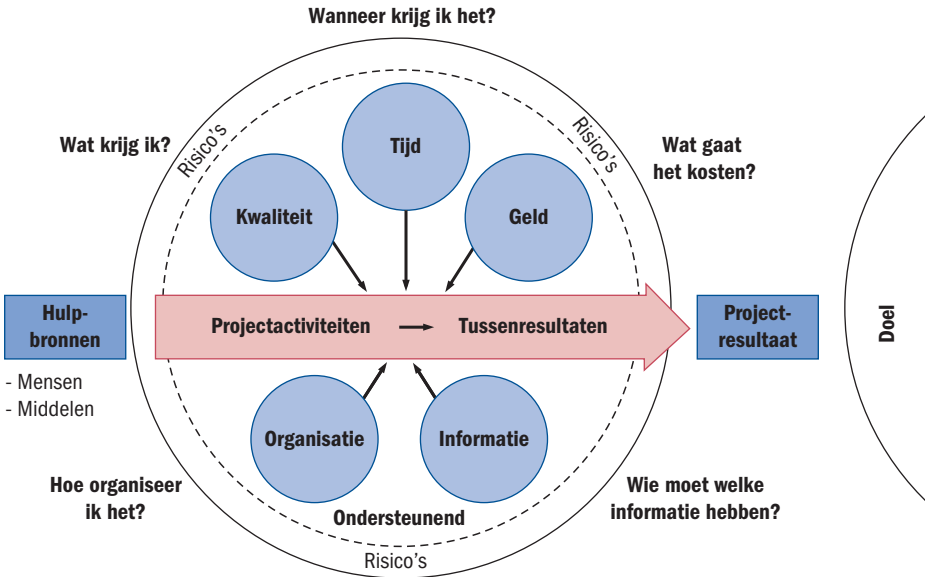 Wanneer krijg ik het?
Wat krijg ik?
Risico's
Risico's
Wat gaat
het kosten?
Tijd
Kwaliteit
Geld
Hulp-
bronnen
- Mensen
- Middelen
Projectactiviteiten
Tussenresultaten
Project-
resultaat
Doel
Organisatie
Informatie
Hoe organiseer
ik het?
Ondersteunend
Wie moet welke
informatie hebben?
Risico's